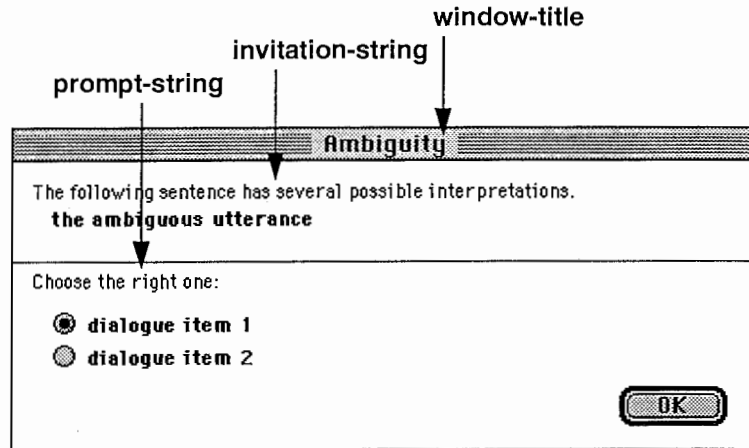 window-title
invitation-string
prompt-string
Ambiguity
The following sentence has several possible interpretations.
the ambiguous utterance
Choose the right one:
dialogue item 1
dialogue item 2
OK